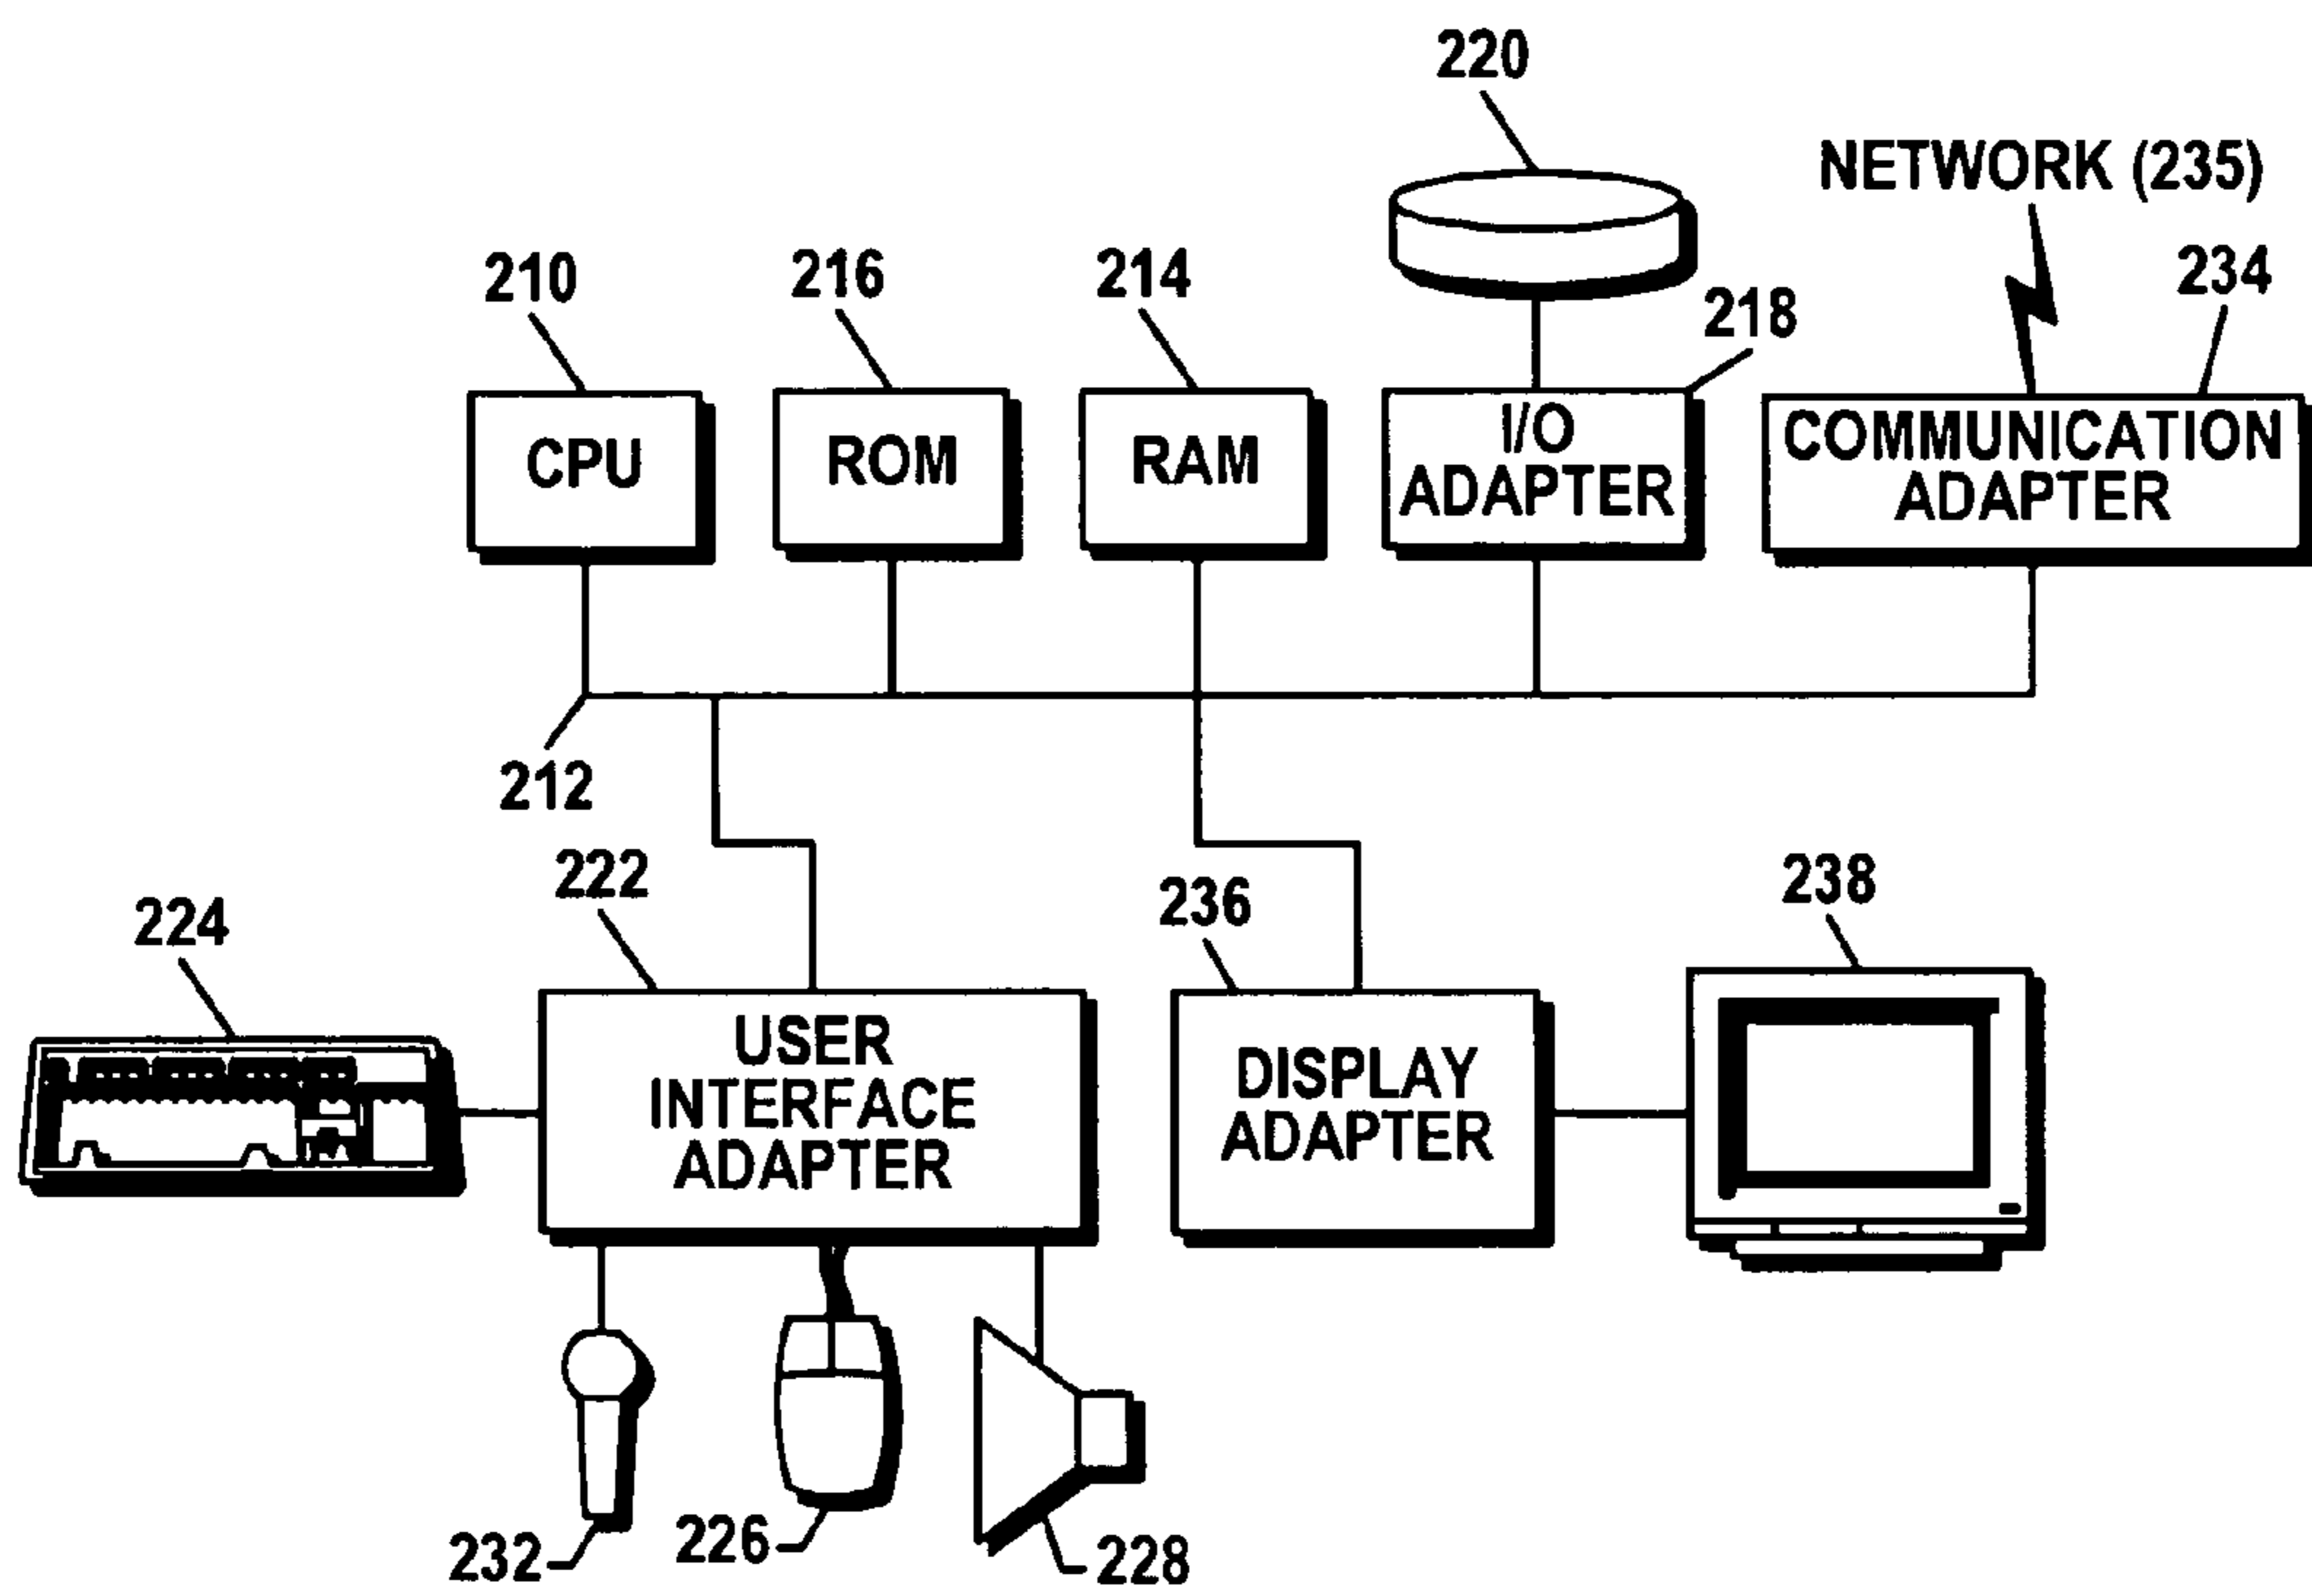 220
NETWORK (235)
210
216
214
218
234
CPU
ROM
RAM
I/O
ADAPTER
COMMUNICATION
ADAPTER
212
222
236
238
224
USER
INTERFACE
ADAPTER
DISPLAY
ADAPTER
232
226
228